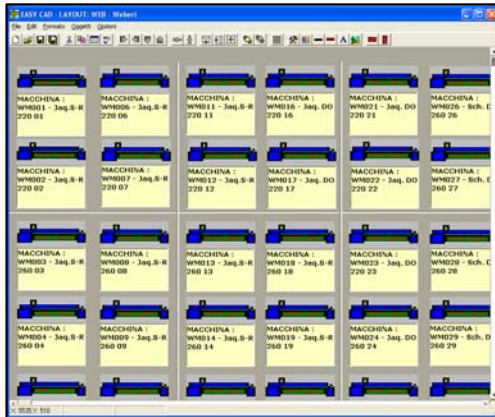 EASY CAD - LAYOUT: WEB - Weberi
File Edit Formato Oggetti Opzioni
MACCHINA :
WM001 - Jaq.S-R
220 01
MACCHINA :
WM006 - Jaq.S-R
220 06
MACCHINA :
WM011 - Jaq.S-R
220 11
MACCHINA :
WM016 - Jaq. DO
220 16
MACCHINA :
WM021 - Jaq. DO
220 21
MACCHINA :
WM026 - Sch. D
260 26
MACCHINA :
WM002 - Jaq.S-R
220 02
MACCHINA :
WM007 - Jaq.S-R
220 07
MACCHINA :
WM012 - Jaq.S-R
220 12
MACCHINA :
WM017 - Jaq. DO
220 17
MACCHINA :
WM022 - Jaq. DO
220 22
MACCHINA :
WM027 - Sch. D
260 27
MACCHINA :
WM003 - Jaq.S-R
260 03
MACCHINA :
WM008 - Jaq.S-R
260 08
MACCHINA :
WM013 - Jaq.S-R
260 13
MACCHINA :
WM018 - Jaq.S-R
260 18
MACCHINA :
WM023 - Jaq. DO
220 23
MACCHINA :
WM028 - Sch. D
260 28
MACCHINA :
WM004 - Jaq.S-R
260 04
MACCHINA :
WM009 - Jaq.S-R
260 09
MACCHINA :
WM014 - Jaq.S-R
260 14
MACCHINA :
WM019 - Jaq.S-R
260 19
MACCHINA :
WM024 - Jaq. DO
260 24
MACCHINA :
WM029 - Sch. D
260 29
X: 5535,Y: 510